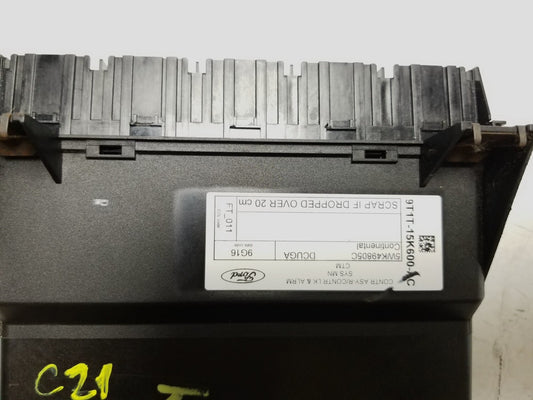 9T1T-15K600-AC
CONTR ASY-R/CONTR LK & ALRM
SYS MN
CTM
Ford
5WK49805C
Continental
DCUGA
9G16
FT_011
SCRAP IF DROPPED OVER 20 cm
C21